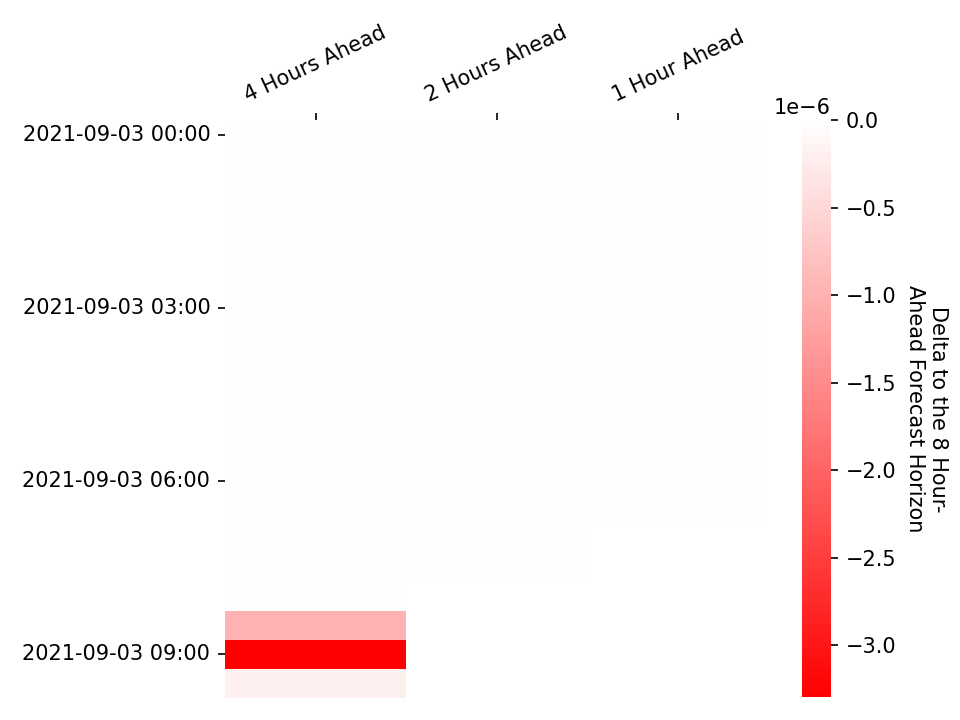 4 Hours Ahead
2 Hours Ahead
1 Hour Ahead
1e−6
2021-09-03 00:00
2021-09-03 03:00
2021-09-03 06:00
2021-09-03 09:00
0.0
−0.5
−1.0
−1.5
−2.0
−2.5
−3.0
Delta to the 8 Hour-
Ahead Forecast Horizon